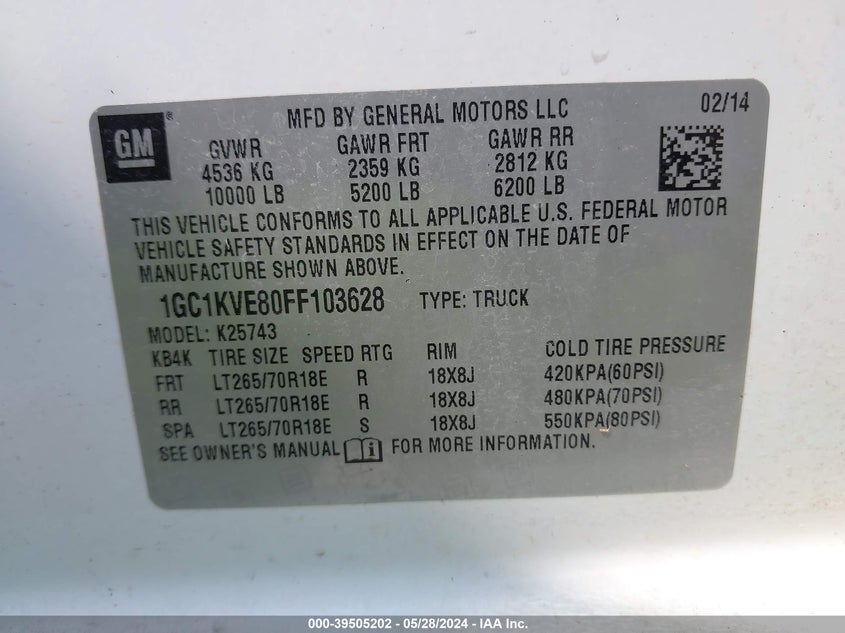 MFD BY GENERAL MOTORS LLC 02/14
GM®
GVWR GAWR FRT GAWR RR
4536 KG 2359 KG 2812 KG
10000 LB 5200 LB 6200 LB
THIS VEHICLE CONFORMS TO ALL APPLICABLE U.S. FEDERAL MOTOR
VEHICLE SAFETY STANDARDS IN EFFECT ON THE DATE OF
MANUFACTURE SHOWN ABOVE.
1GC1KVE80FF103628 TYPE: TRUCK
MODEL: K25743
KB4K TIRE SIZE SPEED RTG RIM COLD TIRE PRESSURE
FRT LT265/70R18E R 18X8J 420KPA(60PSI)
RR LT265/70R18E R 18X8J 480KPA(70PSI)
SPA LT265/70R18E S 18X8J 550KPA(80PSI)
SEE OWNER'S MANUAL i FOR MORE INFORMATION.
000-39505202 - 05/28/2024 - IAA Inc.